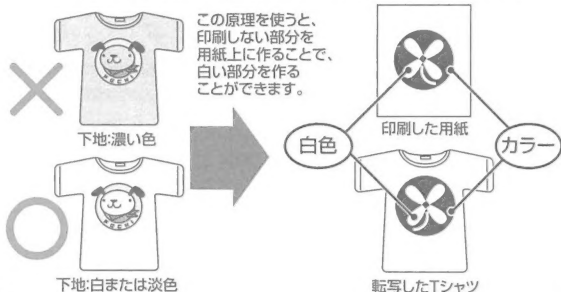 この原理を使うと、
印刷しない部分を
用紙上に作ることで、
白い部分を作る
ことができます。
POCHI
下地:濃い色
POCHI
下地:白または淡色
印刷した用紙
白色
カラー
転写したTシャツ